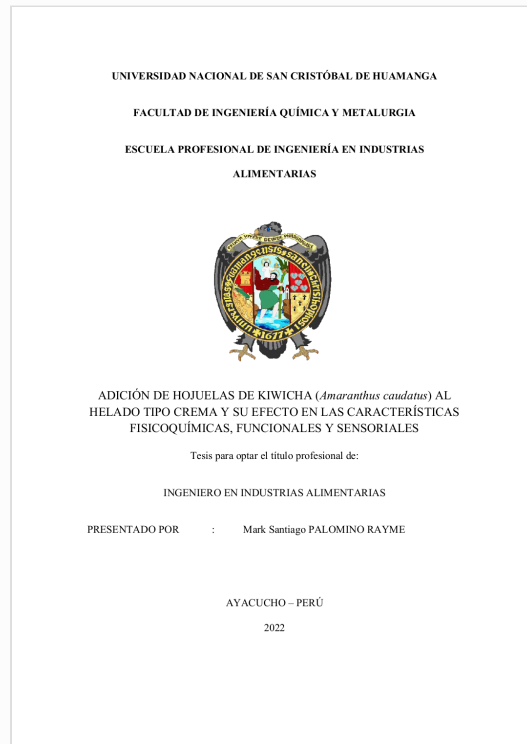 UNIVERSIDAD NACIONAL DE SAN CRISTÓBAL DE HUAMANGA
FACULTAD DE INGENIERÍA QUÍMICA Y METALURGIA
ESCUELA PROFESIONAL DE INGENIERÍA EN INDUSTRIAS
ALIMENTARIAS
1677
ADICIÓN DE HOJUELAS DE KIWICHA (Amaranthus caudatus) AL
HELADO TIPO CREMA Y SU EFECTO EN LAS CARACTERÍSTICAS
FISICOQUÍMICAS, FUNCIONALES Y SENSORIALES
Tesis para optar el título profesional de:
INGENIERO EN INDUSTRIAS ALIMENTARIAS
PRESENTADO POR : Mark Santiago PALOMINO RAYME
AYACUCHO – PERÚ
2022